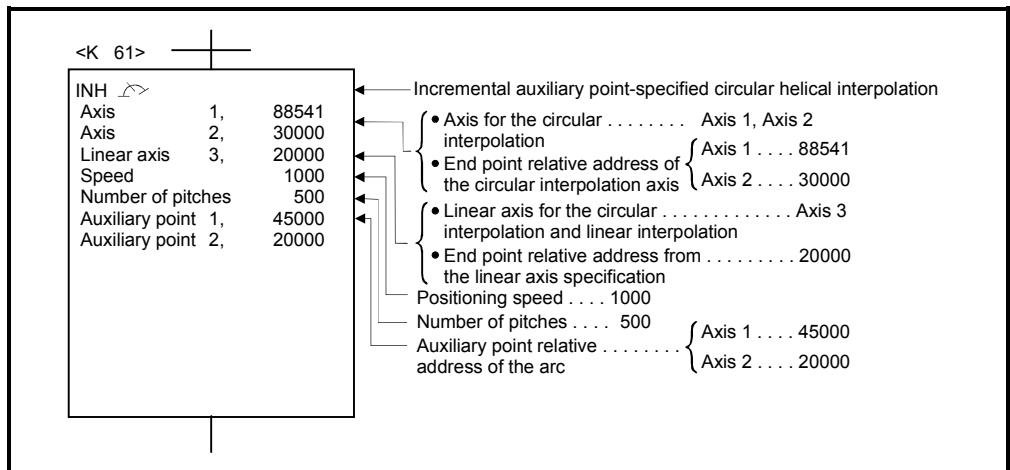 <K 61>
INH
Axis 1, 88541
Axis 2, 30000
Linear axis 3, 20000
Speed 1000
Number of pitches 500
Auxiliary point 1, 45000
Auxiliary point 2, 20000
Incremental auxiliary point-specified circular helical interpolation
• Axis for the circular . . . . . . . . Axis 1, Axis 2
interpolation
• End point relative address of
the circular interpolation axis
Axis 1 . . . . 88541
Axis 2 . . . . 30000
• Linear axis for the circular . . . . . . . . . . . . . Axis 3
interpolation and linear interpolation
• End point relative address from . . . . . . . . . 20000
the linear axis specification
Positioning speed . . . . 1000
Number of pitches . . . . 500
Auxiliary point relative . . . . . . . .
address of the arc
Axis 1 . . . . 45000
Axis 2 . . . . 20000